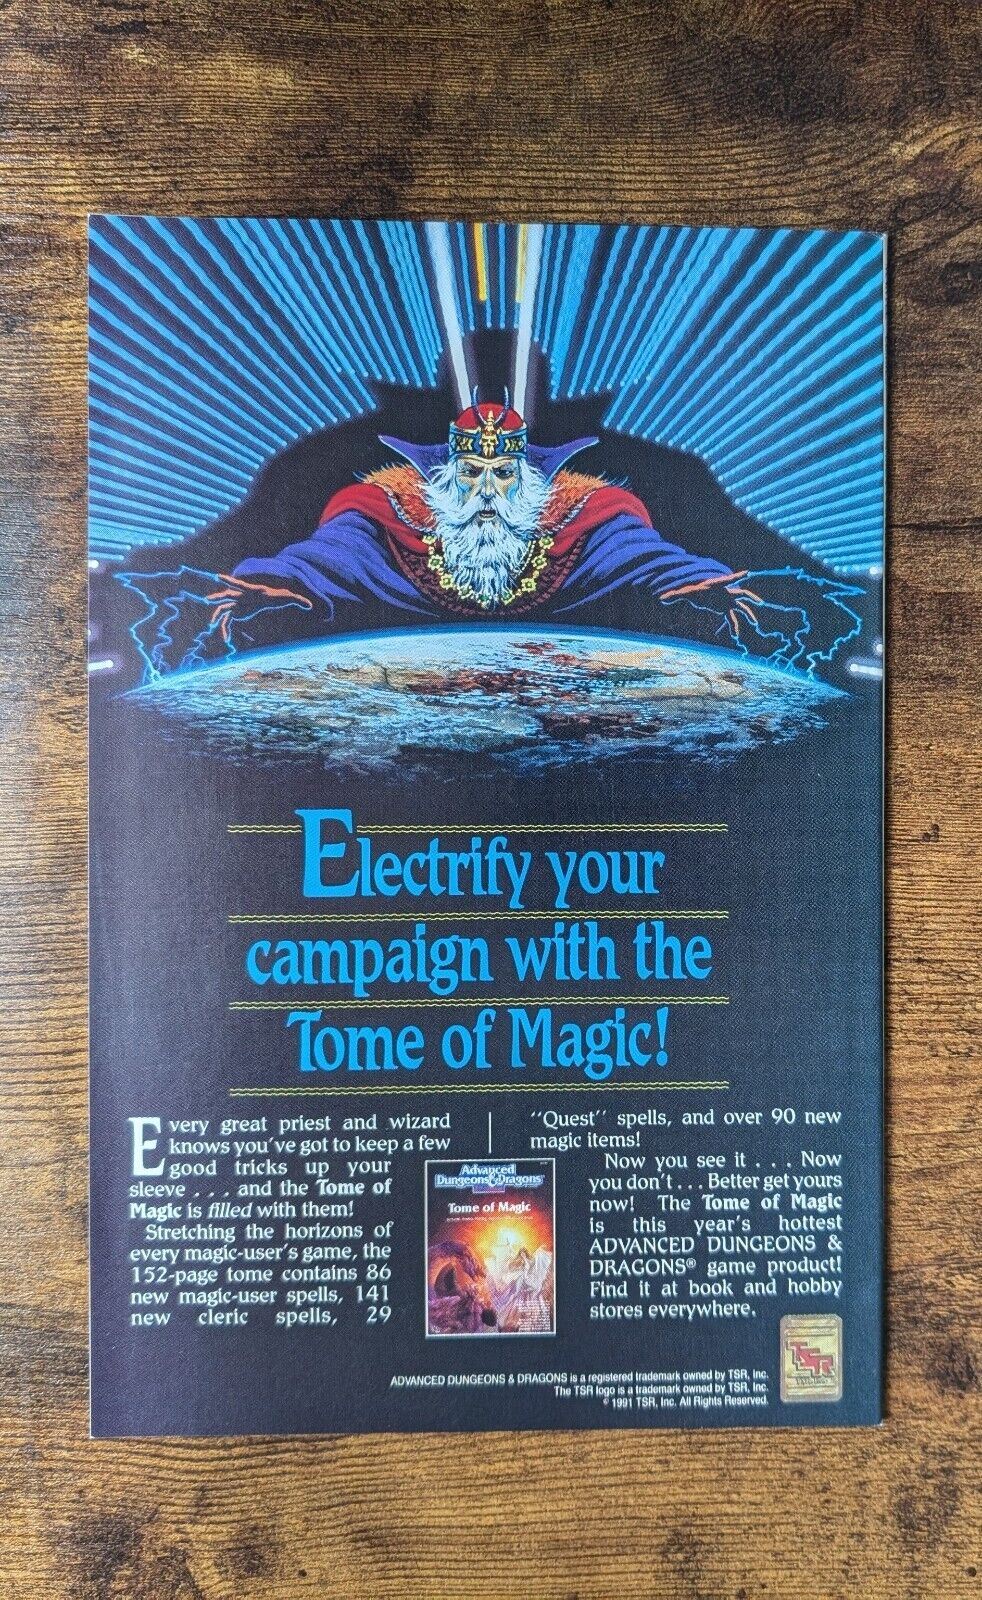 Electrify your
campaign with the
Tome of Magic!
Every great priest and wizard
knows you've got to keep a few
good tricks up your
sleeve . . . and the Tome of
Magic is filled with them!
Stretching the horizons of
every magic-user's game, the
152-page tome contains 86
new magic-user spells, 141
new cleric spells, 29
"Quest" spells, and over 90 new
magic items!
Now you see it . . . Now
you don't . . . Better get yours
now! The Tome of Magic
is this year's hottest
ADVANCED DUNGEONS &
DRAGONS® game product!
Find it at book and hobby
stores everywhere.
Advanced
Dungeons&Dragons
Tome of Magic
TSR
ADVANCED DUNGEONS & DRAGONS is a registered trademark owned by TSR, Inc.
The TSR logo is a trademark owned by TSR, Inc.
© 1991 TSR, Inc. All Rights Reserved.